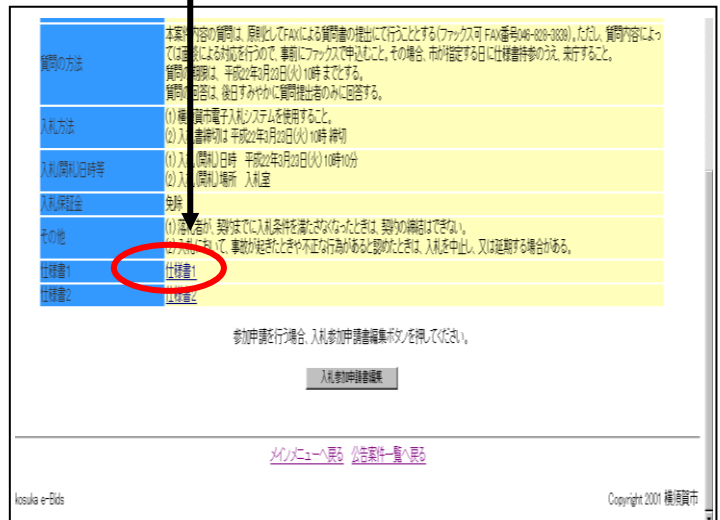 質問の方法
本案件内容の質問は、原則としてFAXによる質問書の提出にて行うこととする(ファックス可 FAX番号046-828-3839)。ただし、質問内容によっ
ては面談による対応を行うので、事前にファックスで申込むこと。その場合、市が指定する日に仕様書持参のうえ、来庁すること。
質問の期限は、平成22年3月23日(火) 10時 までとする。
質問の回答は、後日すみやかに質問提出者のみに回答する。
入札方法
(1) 横須賀市電子入札システムを使用すること。
(2) 入札書締切は 平成22年3月23日(火) 10時 締切
入札(開札)日時等
(1) 入札(開札)日時 平成22年3月23日(火) 10時10分
(2) 入札(開札)場所 入札室
入札保証金
免除
その他
(1) 落札者が、契約までに入札条件を満たさなくなったときは、契約の締結はできない。
(2) 入札において、事故が起きたときや不正な行為があると認めたときは、入札を中止し、又は延期する場合がある。
仕様書1
仕様書1
仕様書2
仕様書2
参加申請を行う場合、入札参加申請書編集ボタンを押してください。
入札参加申請書編集
メインメニューへ戻る 公告案件一覧へ戻る
kosuka e-Bids
Copyright 2001 横須賀市